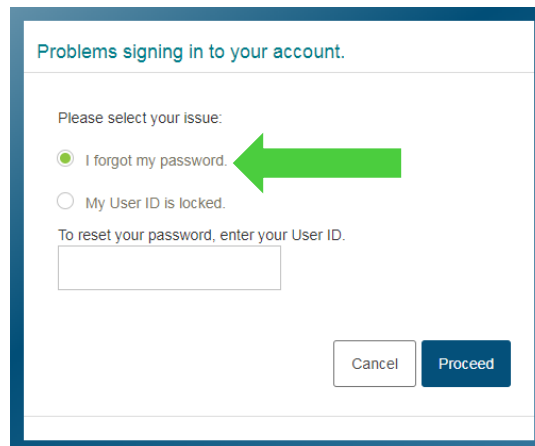 Problems signing in to your account.
Please select your issue:
I forgot my password.
My User ID is locked.
To reset your password, enter your User ID.
Cancel Proceed